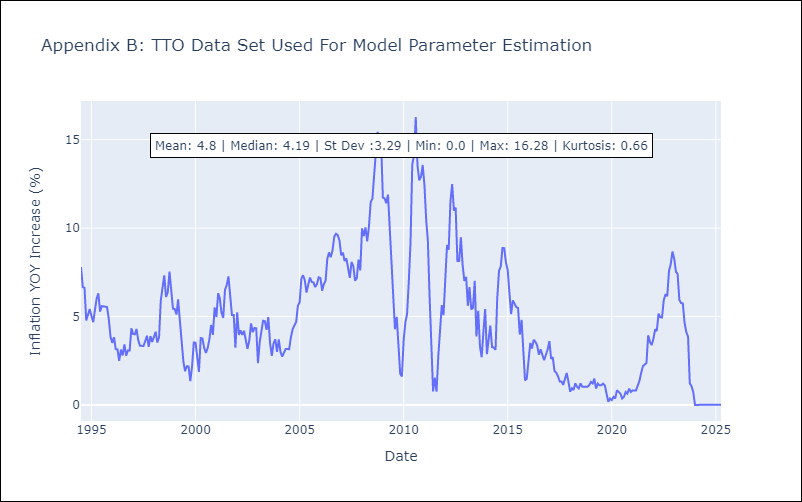 Appendix B: TTO Data Set Used For Model Parameter Estimation
Mean: 4.8 | Median: 4.19 | St Dev :3.29 | Min: 0.0 | Max: 16.28 | Kurtosis: 0.66
Inflation YOY Increase (%)
15
10
5
0
1995
2000
2005
2010
2015
2020
2025
Date